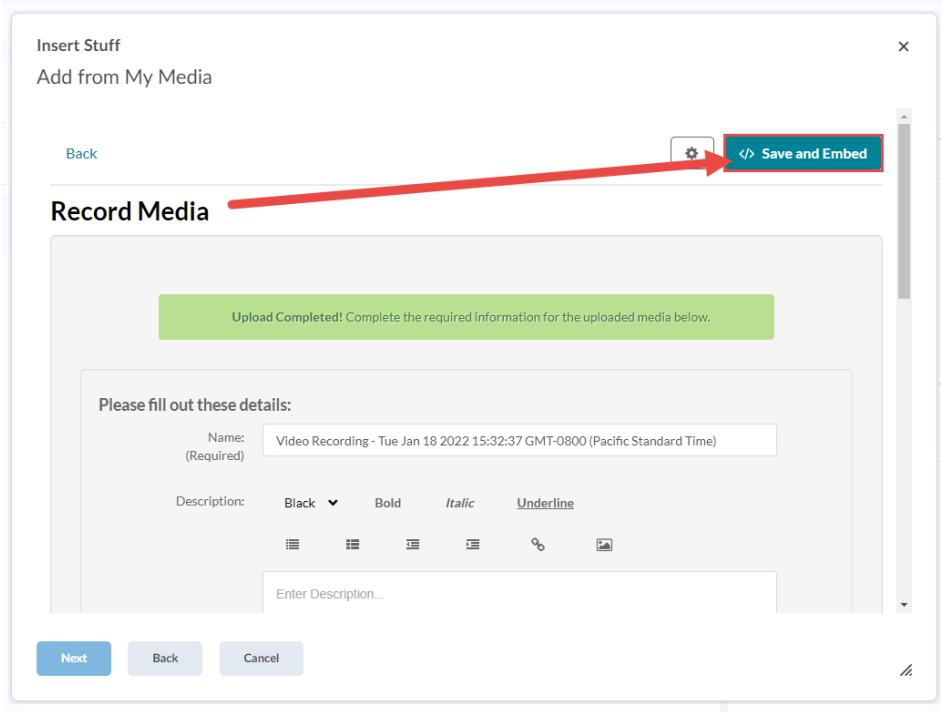 Insert Stuff
Add from My Media
Back
</> Save and Embed
Record Media
Upload Completed! Complete the required information for the uploaded media below.
Please fill out these details:
Name:
(Required)
Video Recording - Tue Jan 18 2022 15:32:37 GMT-0800 (Pacific Standard Time)
Description:
Black Bold Italic Underline
Enter Description...
Next Back Cancel